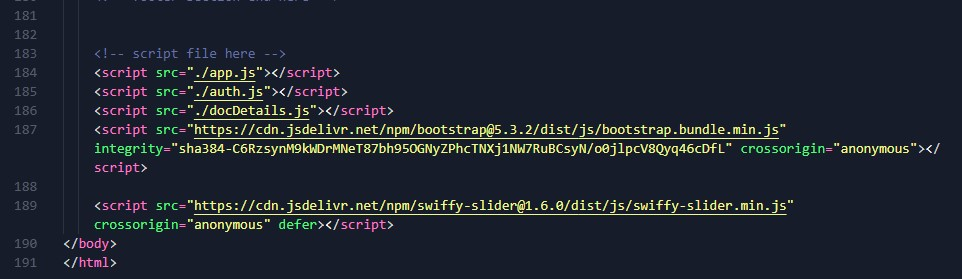 181
182
183 <!-- script file here -->
184 <script src="./app.js"></script>
185 <script src="./auth.js"></script>
186 <script src="./docDetails.js"></script>
187 <script src="https://cdn.jsdelivr.net/npm/bootstrap@5.3.2/dist/js/bootstrap.bundle.min.js"
integrity="sha384-C6RzsynM9kWDrMNeT87bh95OGNyZPhcTNXj1NW7RuBCsyN/o0jlpcV8Qyq46cDfL" crossorigin="anonymous"></
script>
188
189 <script src="https://cdn.jsdelivr.net/npm/swiffy-slider@1.6.0/dist/js/swiffy-slider.min.js"
crossorigin="anonymous" defer></script>
190 </body>
191 </html>